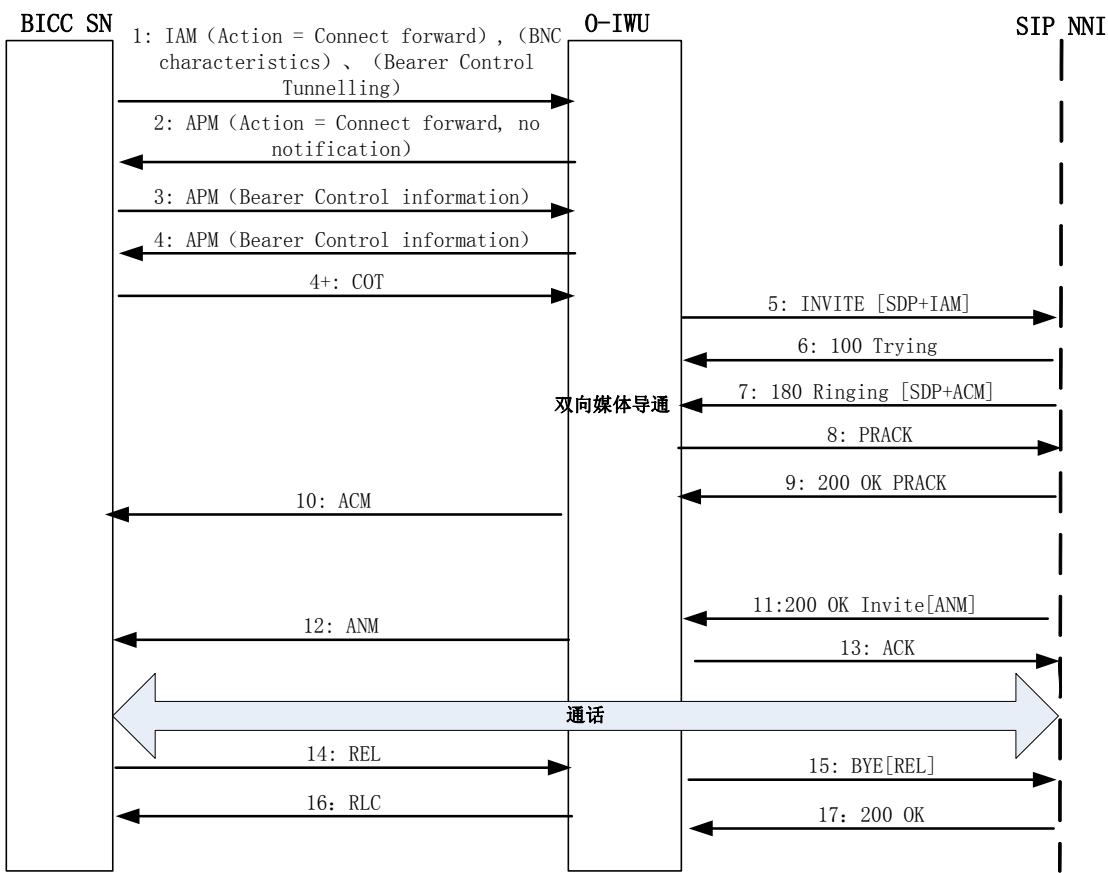 BICC SN
O-IWU
SIP NNI
1: IAM（Action = Connect forward）,（BNC
characteristics）、（Bearer Control
Tunnelling）
2: APM（Action = Connect forward, no
notification）
3: APM（Bearer Control information）
4: APM（Bearer Control information）
4+: COT
5: INVITE [SDP+IAM]
6: 100 Trying
7: 180 Ringing [SDP+ACM]
双向媒体导通
8: PRACK
9: 200 OK PRACK
10: ACM
11:200 OK Invite[ANM]
12: ANM
13: ACK
通话
14: REL
15: BYE[REL]
16: RLC
17: 200 OK